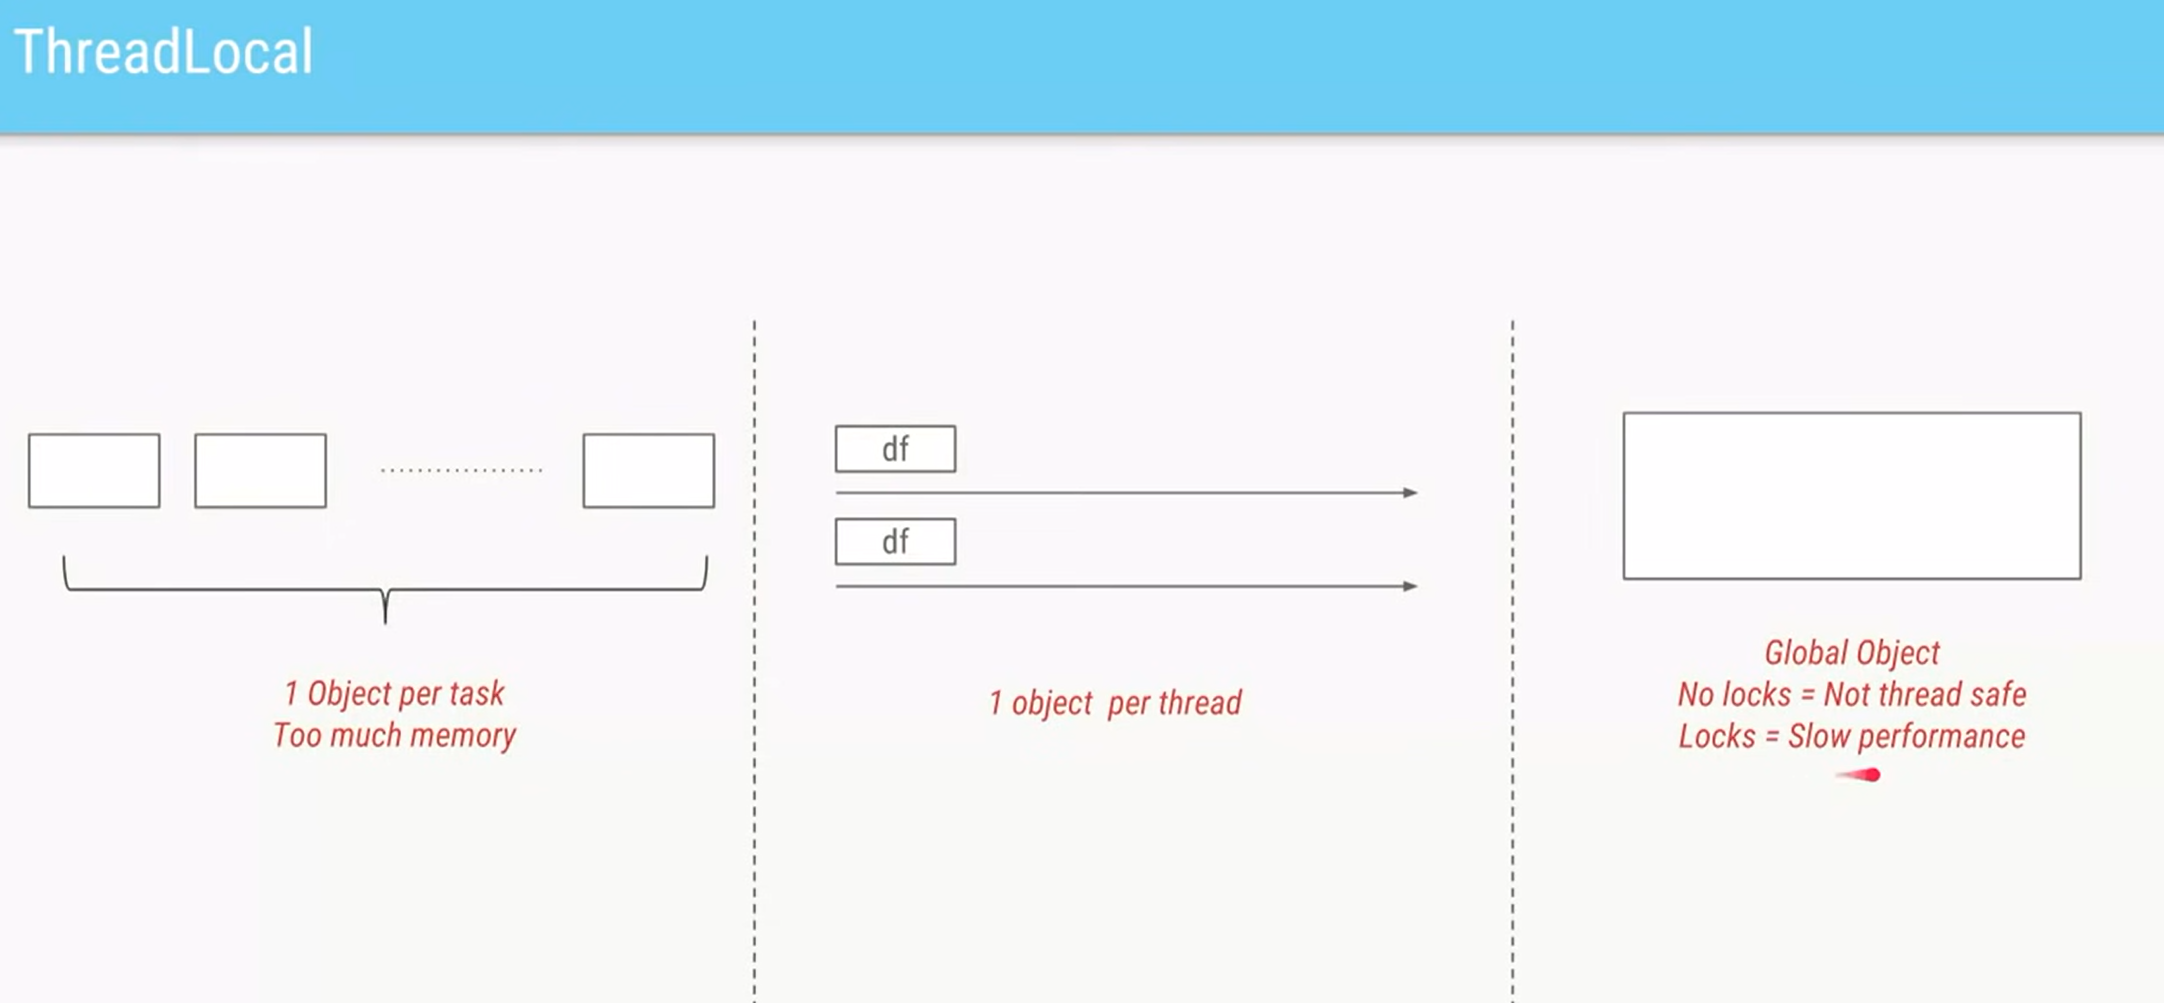 ThreadLocal
1 Object per task
Too much memory
df
df
1 object per thread
Global Object
No locks = Not thread safe
Locks = Slow performance